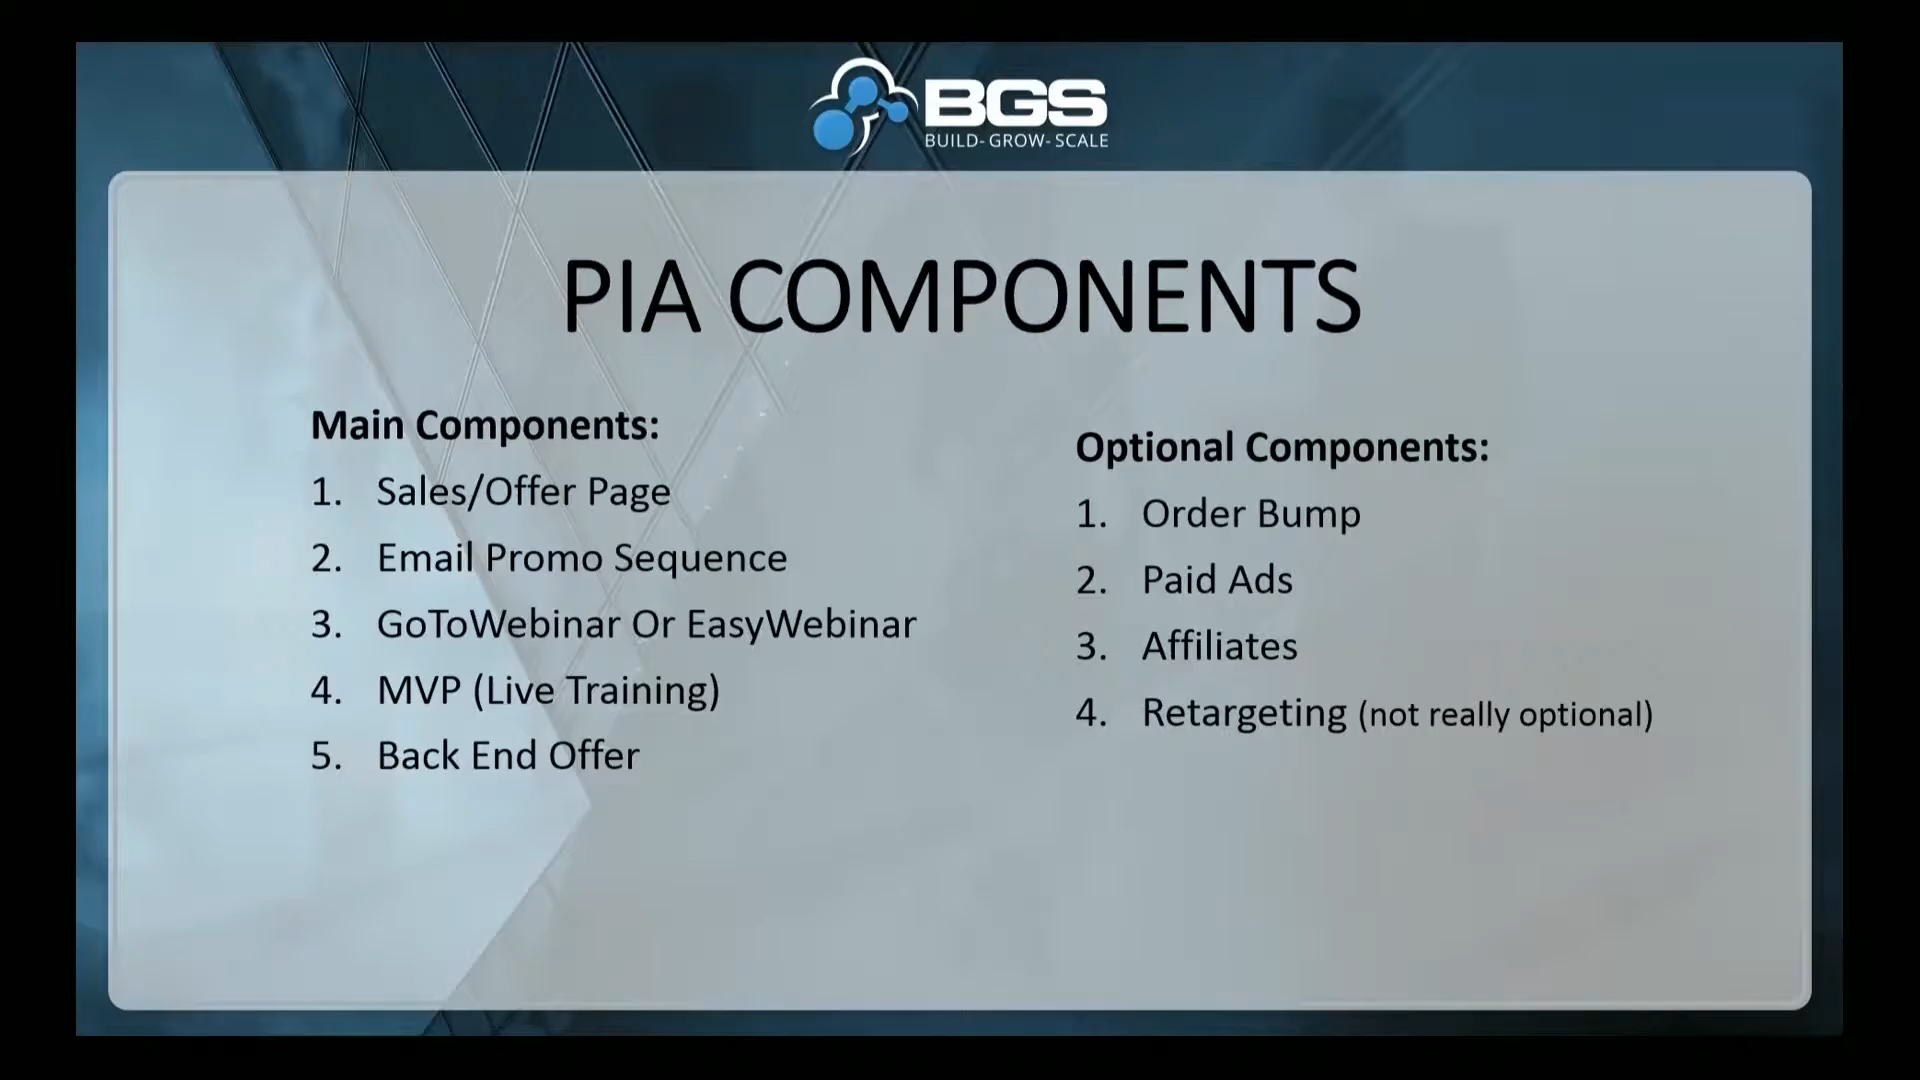 BGS
BUILD-GROW-SCALE
PIA COMPONENTS
Main Components:
1. Sales/Offer Page
2. Email Promo Sequence
3. GoToWebinar Or EasyWebinar
4. MVP (Live Training)
5. Back End Offer
Optional Components:
1. Order Bump
2. Paid Ads
3. Affiliates
4. Retargeting (not really optional)